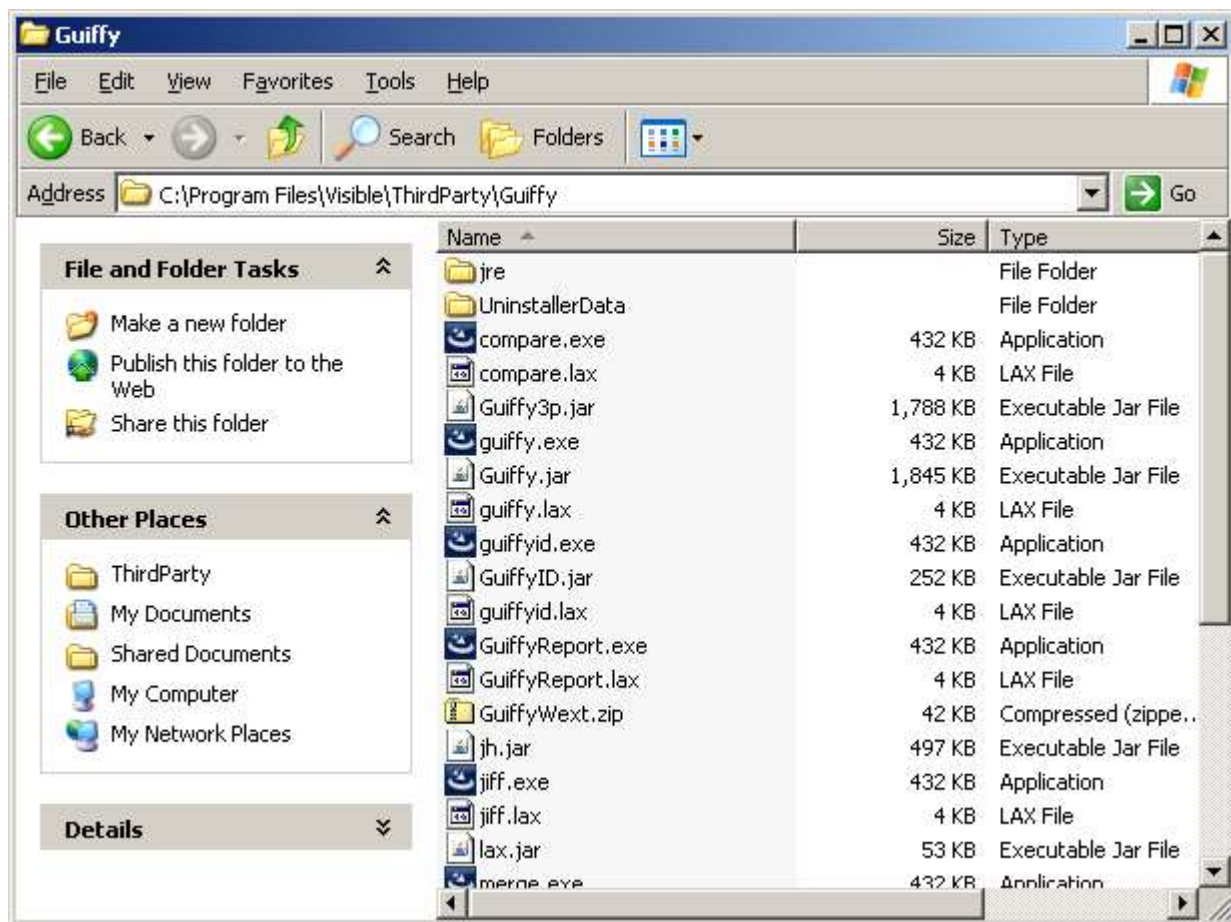 Guiffy
File Edit View Favorites Tools Help
Back Search Folders
Address C:\Program Files\Visible\ThirdParty\Guiffy Go
File and Folder Tasks
Make a new folder
Publish this folder to the
Web
Share this folder
Other Places
ThirdParty
My Documents
Shared Documents
My Computer
My Network Places
Details
Name Size Type
jre File Folder
UninstallerData File Folder
compare.exe 432 KB Application
compare.lax 4 KB LAX File
Guiffy3p.jar 1,788 KB Executable Jar File
guiffy.exe 432 KB Application
Guiffy.jar 1,845 KB Executable Jar File
guiffy.lax 4 KB LAX File
guiffyid.exe 432 KB Application
GuiffyID.jar 252 KB Executable Jar File
guiffyid.lax 4 KB LAX File
GuiffyReport.exe 432 KB Application
GuiffyReport.lax 4 KB LAX File
GuiffyWext.zip 42 KB Compressed (zippe..
jh.jar 497 KB Executable Jar File
jiff.exe 432 KB Application
jiff.lax 4 KB LAX File
lax.jar 53 KB Executable Jar File
merge.exe 432 KB Application